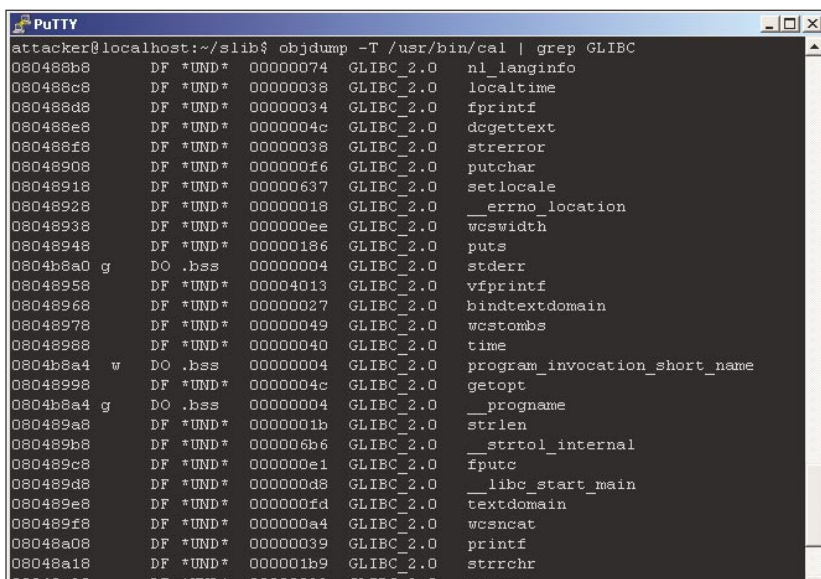 PuTTY
attacker@localhost:~/slib$ objdump -T /usr/bin/cal | grep GLIBC
080488b8      DF *UND*  00000074  GLIBC_2.0   nl_langinfo
080488c8      DF *UND*  00000038  GLIBC_2.0   localtime
080488d8      DF *UND*  00000034  GLIBC_2.0   fprintf
080488e8      DF *UND*  0000004c  GLIBC_2.0   dcgettext
080488f8      DF *UND*  00000038  GLIBC_2.0   strerror
08048908      DF *UND*  000000f6  GLIBC_2.0   putchar
08048918      DF *UND*  00000637  GLIBC_2.0   setlocale
08048928      DF *UND*  00000018  GLIBC_2.0   __errno_location
08048938      DF *UND*  000000ee  GLIBC_2.0   wcswidth
08048948      DF *UND*  00000186  GLIBC_2.0   puts
0804b8a0 g    DO .bss   00000004  GLIBC_2.0   stderr
08048958      DF *UND*  00004013  GLIBC_2.0   vfprintf
08048968      DF *UND*  00000027  GLIBC_2.0   bindtextdomain
08048978      DF *UND*  00000049  GLIBC_2.0   wcstombs
08048988      DF *UND*  00000040  GLIBC_2.0   time
0804b8a4  w   DO .bss   00000004  GLIBC_2.0   program_invocation_short_name
08048998      DF *UND*  0000004c  GLIBC_2.0   getopt
0804b8a4 g    DO .bss   00000004  GLIBC_2.0   __progname
080489a8      DF *UND*  0000001b  GLIBC_2.0   strlen
080489b8      DF *UND*  000006b6  GLIBC_2.0   __strtol_internal
080489c8      DF *UND*  000000e1  GLIBC_2.0   fputc
080489d8      DF *UND*  000000d8  GLIBC_2.0   __libc_start_main
080489e8      DF *UND*  000000fd  GLIBC_2.0   textdomain
080489f8      DF *UND*  000000a4  GLIBC_2.0   wcsncat
08048a08      DF *UND*  00000039  GLIBC_2.0   printf
08048a18      DF *UND*  000001b9  GLIBC_2.0   strrchr